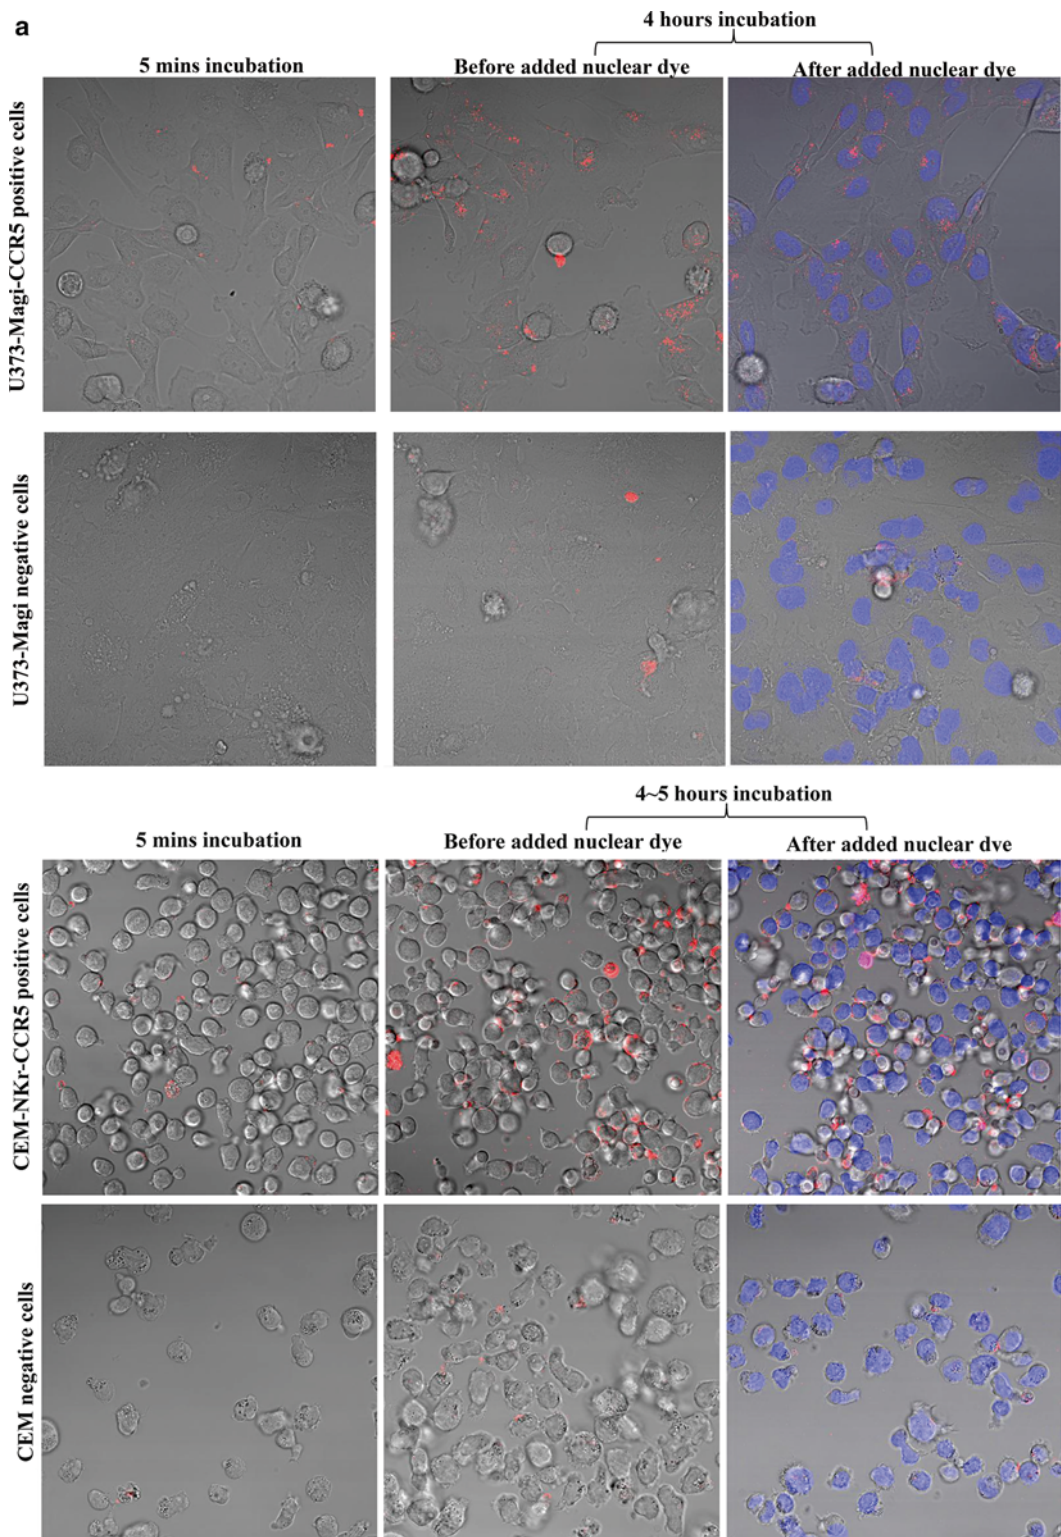 a
4 hours incubation
5 mins incubation
Before added nuclear dye
After added nuclear dye
U373-Magi-CCR5 positive cells
U373-Magi negative cells
4~5 hours incubation
5 mins incubation
Before added nuclear dye
After added nuclear dye
CEM-NKr-CCR5 positive cells
CEM negative cells